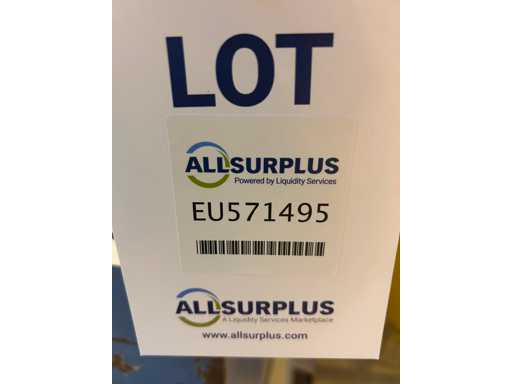 LOT
ALLSURPLUS
Powered by Liquidity Services
EU571495
ALLSURPLUS
A Liquidity Services Marketplace
www.allsurplus.com